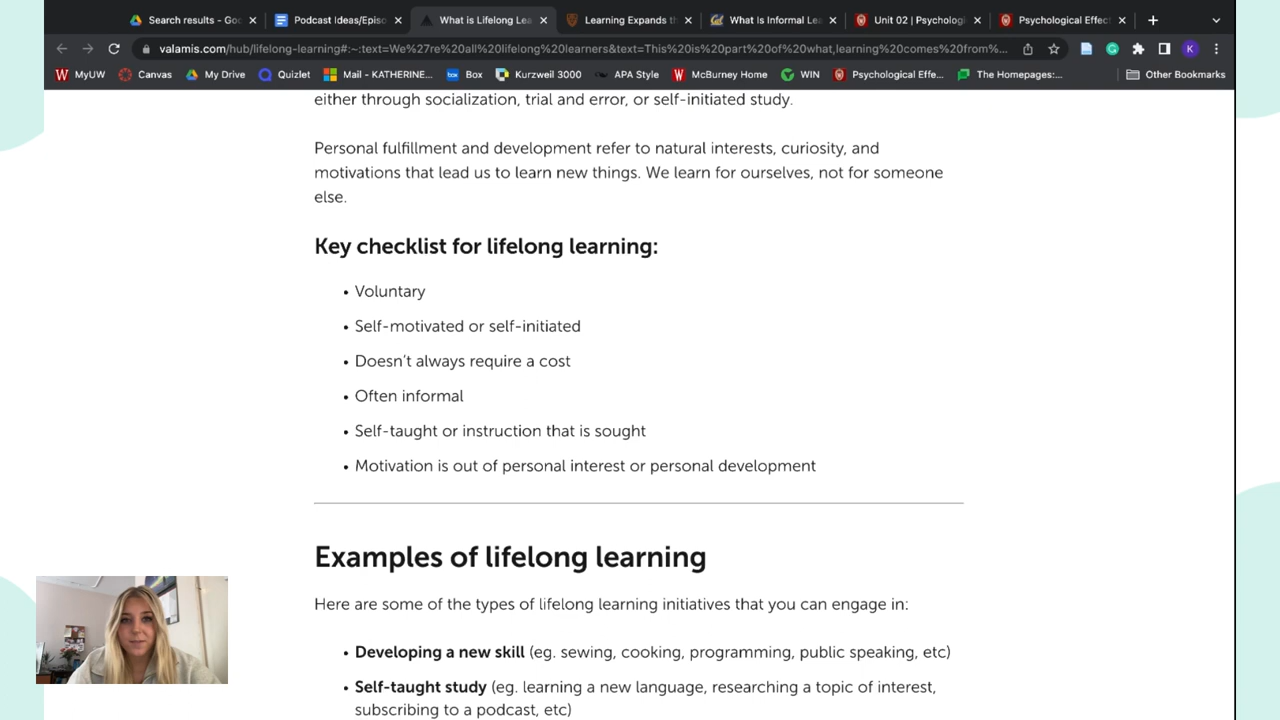 Search results - Goo
Podcast Ideas/Episo
What is Lifelong Lea
Learning Expands th
What Is Informal Lea
Unit 02 | Psychologi
Psychological Effect
valamis.com/hub/lifelong-learning#:~:text=We%27re%20all%20lifelong%20learners&text=This%20is%20part%20of%20what,learning%20comes%20from%...
K
MyUW
Canvas
My Drive
Quizlet
Mail - KATHERINE...
Box
Kurzweil 3000
APA Style
McBurney Home
WIN
Psychological Effe...
The Homepages:...
Other Bookmarks
either through socialization, trial and error, or self-initiated study.
Personal fulfillment and development refer to natural interests, curiosity, and
motivations that lead us to learn new things. We learn for ourselves, not for someone
else.
Key checklist for lifelong learning:
• Voluntary
• Self-motivated or self-initiated
• Doesn’t always require a cost
• Often informal
• Self-taught or instruction that is sought
• Motivation is out of personal interest or personal development
Examples of lifelong learning
Here are some of the types of lifelong learning initiatives that you can engage in:
• Developing a new skill (eg. sewing, cooking, programming, public speaking, etc)
• Self-taught study (eg. learning a new language, researching a topic of interest,
subscribing to a podcast, etc)